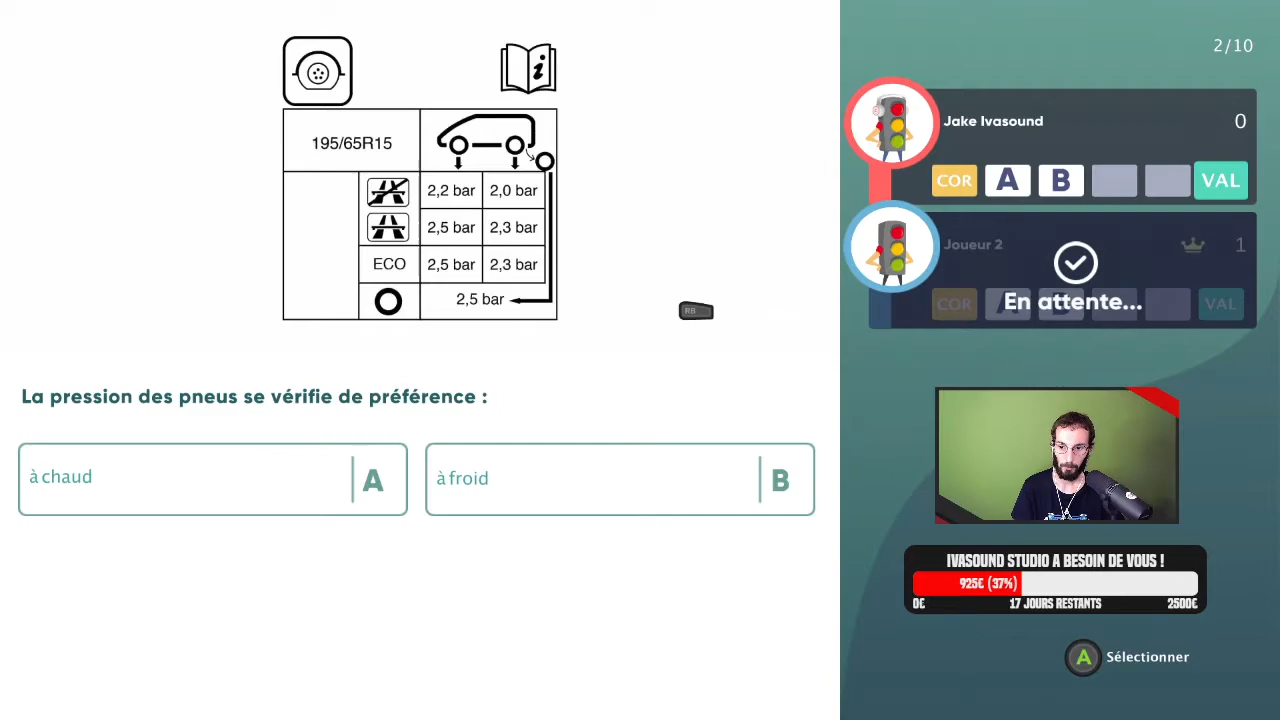 2/10
195/65R15
2,2 bar 2,0 bar
2,5 bar 2,3 bar
ECO 2,5 bar 2,3 bar
2,5 bar
RB
La pression des pneus se vérifie de préférence :
à chaud A
à froid B
Jake Ivasound 0
COR A B VAL
Joueur 2 1
En attente...
COR A B VAL
IVASOUND STUDIO A BESOIN DE VOUS !
925€ (37%)
0€ 17 JOURS RESTANTS 2500€
A Sélectionner